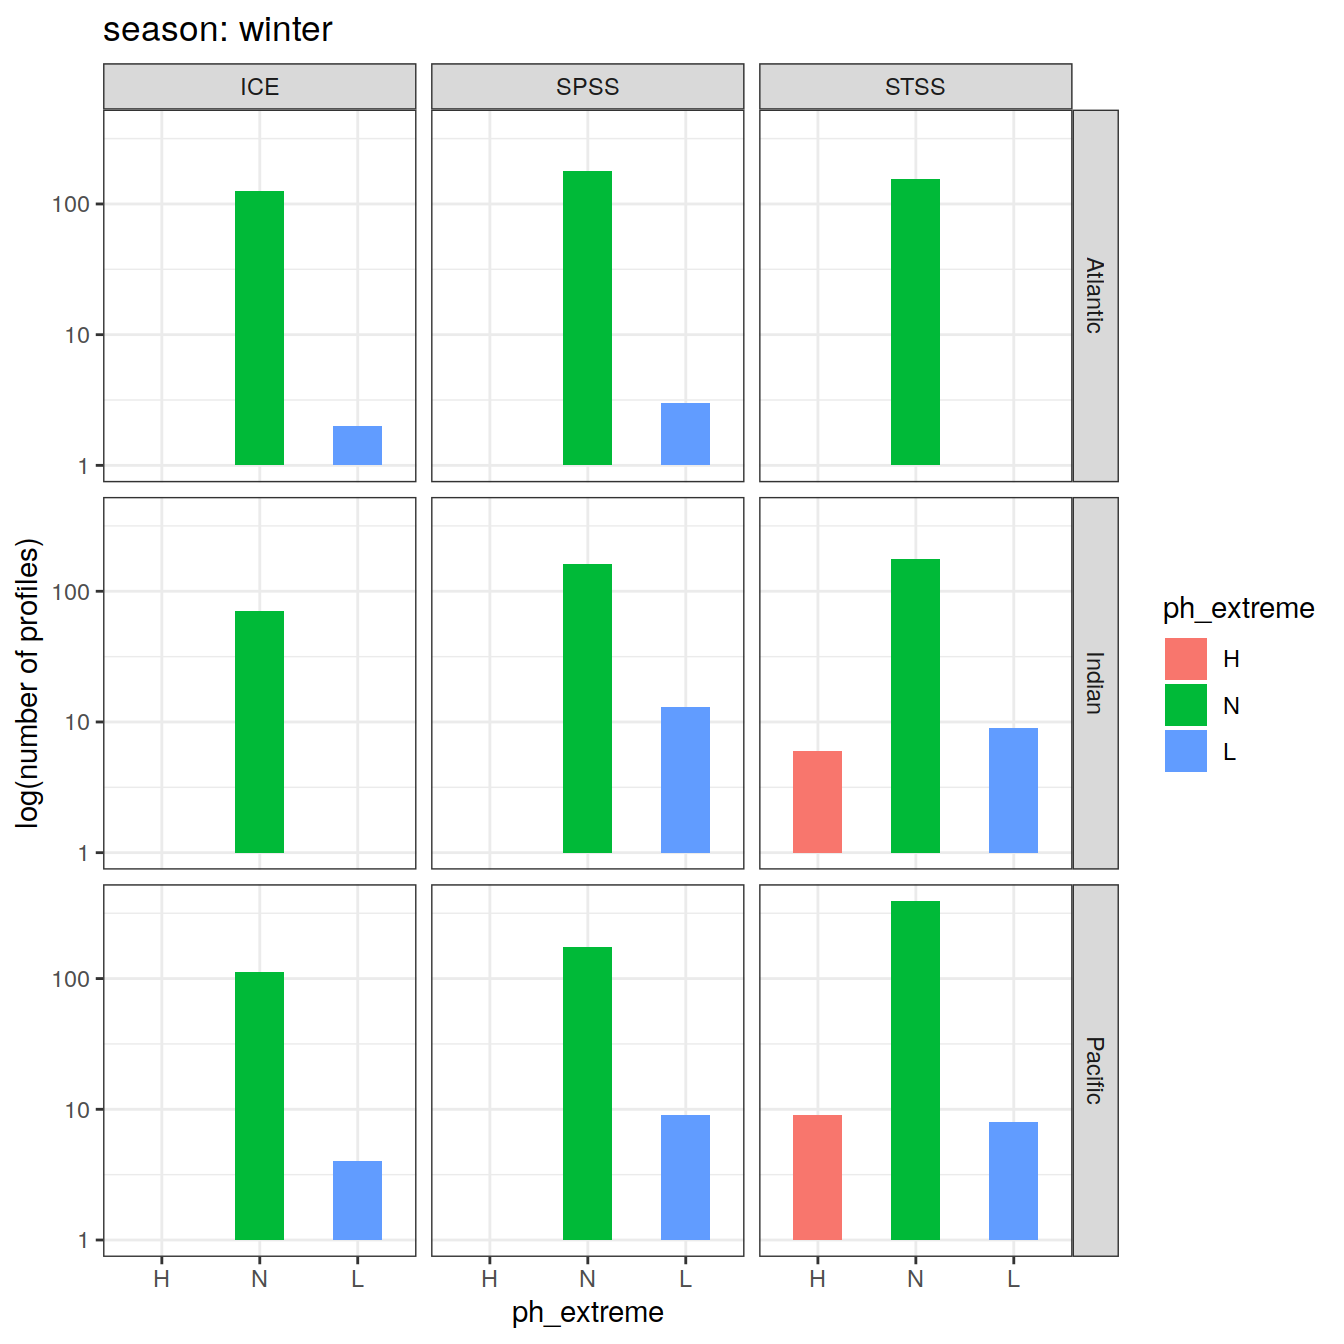 season: winter
ICE SPSS STSS
100
10
1
Atlantic
log(number of profiles)
100
10
1
Indian
100
10
1
Pacific
H N L H N L H N L
ph_extreme
ph_extreme
H
N
L